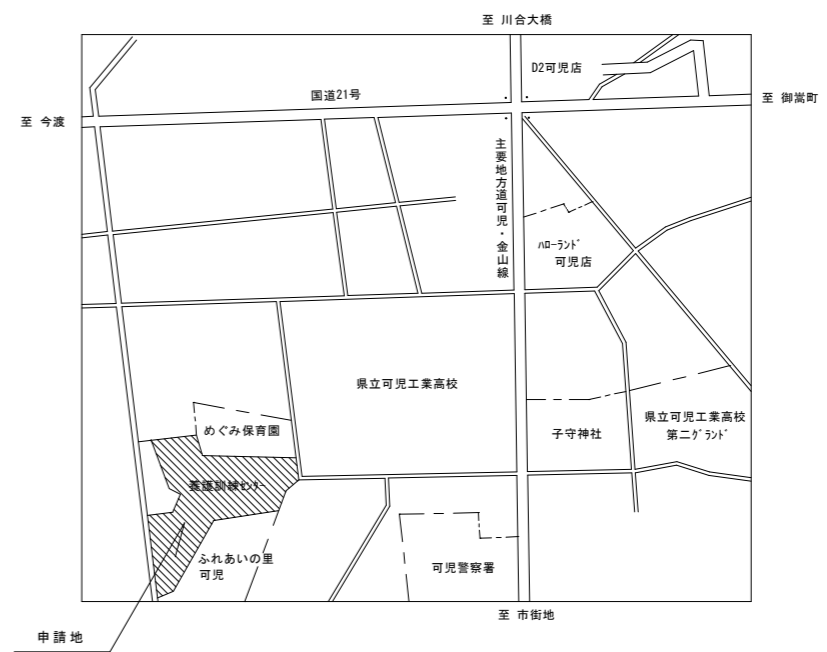 至 川合大橋
D2可児店
国道21号
至 御嵩町
至 今渡
主要地方道可児・金山線
ﾊﾛｰﾗﾝﾄﾞ
可児店
県立可児工業高校
めぐみ保育園
子守神社
県立可児工業高校
第二ｸﾞﾗﾝﾄﾞ
養護訓練ｾﾝﾀｰ
ふれあいの里
可児
可児警察署
至 市街地
申請地